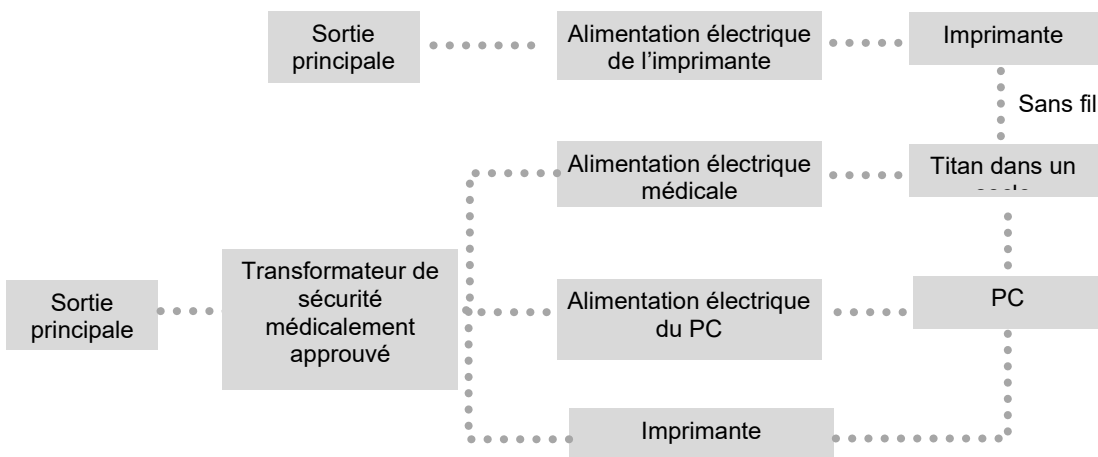 Sortie
principale
Alimentation électrique
de l’imprimante
Imprimante
Sans fil
Alimentation électrique
médicale
Titan dans un
Transformateur de
sécurité
médicalement
approuvé
Sortie
principale
Alimentation électrique
du PC
PC
Imprimante